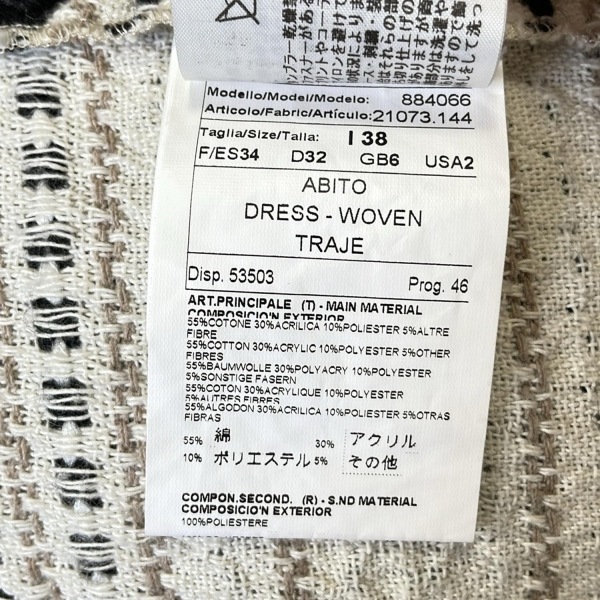 Modello/Model/Modelo: 884066
Articolo/Fabric/Artículo: 21073.144
Taglia/Size/Talla: I 38
F/ES34 D32 GB6 USA2
ABITO
DRESS - WOVEN
TRAJE
Disp. 53503 Prog. 46
ART.PRINCIPALE (T) - MAIN MATERIAL
COMPOSICIO'N EXTERIOR
55%COTONE 30%ACRILICA 10%POLIESTER 5%ALTRE
FIBRE
55%COTTON 30%ACRYLIC 10%POLYESTER 5%OTHER
FIBRES
55%BAUMWOLLE 30%POLYACRY 10%POLYESTER
5%SONSTIGE FASERN
55%COTON 30%ACRYLIQUE 10%POLYESTER
5%AUTRES FIBRES
55%ALGODON 30%ACRILICA 10%POLIESTER 5%OTRAS
FIBRAS
55% 綿 30% アクリル
10% ポリエステル 5% その他
COMPON.SECOND. (R) - S.ND MATERIAL
COMPOSICIO'N EXTERIOR
100%POLIESTERE